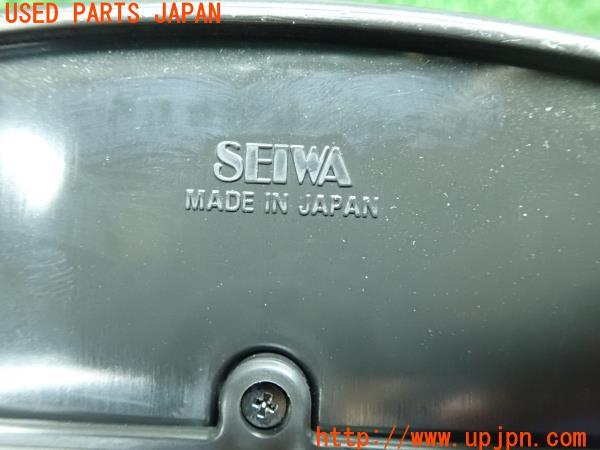 USED PARTS JAPAN
SEIWA
MADE IN JAPAN
http://www.upjpn.com/